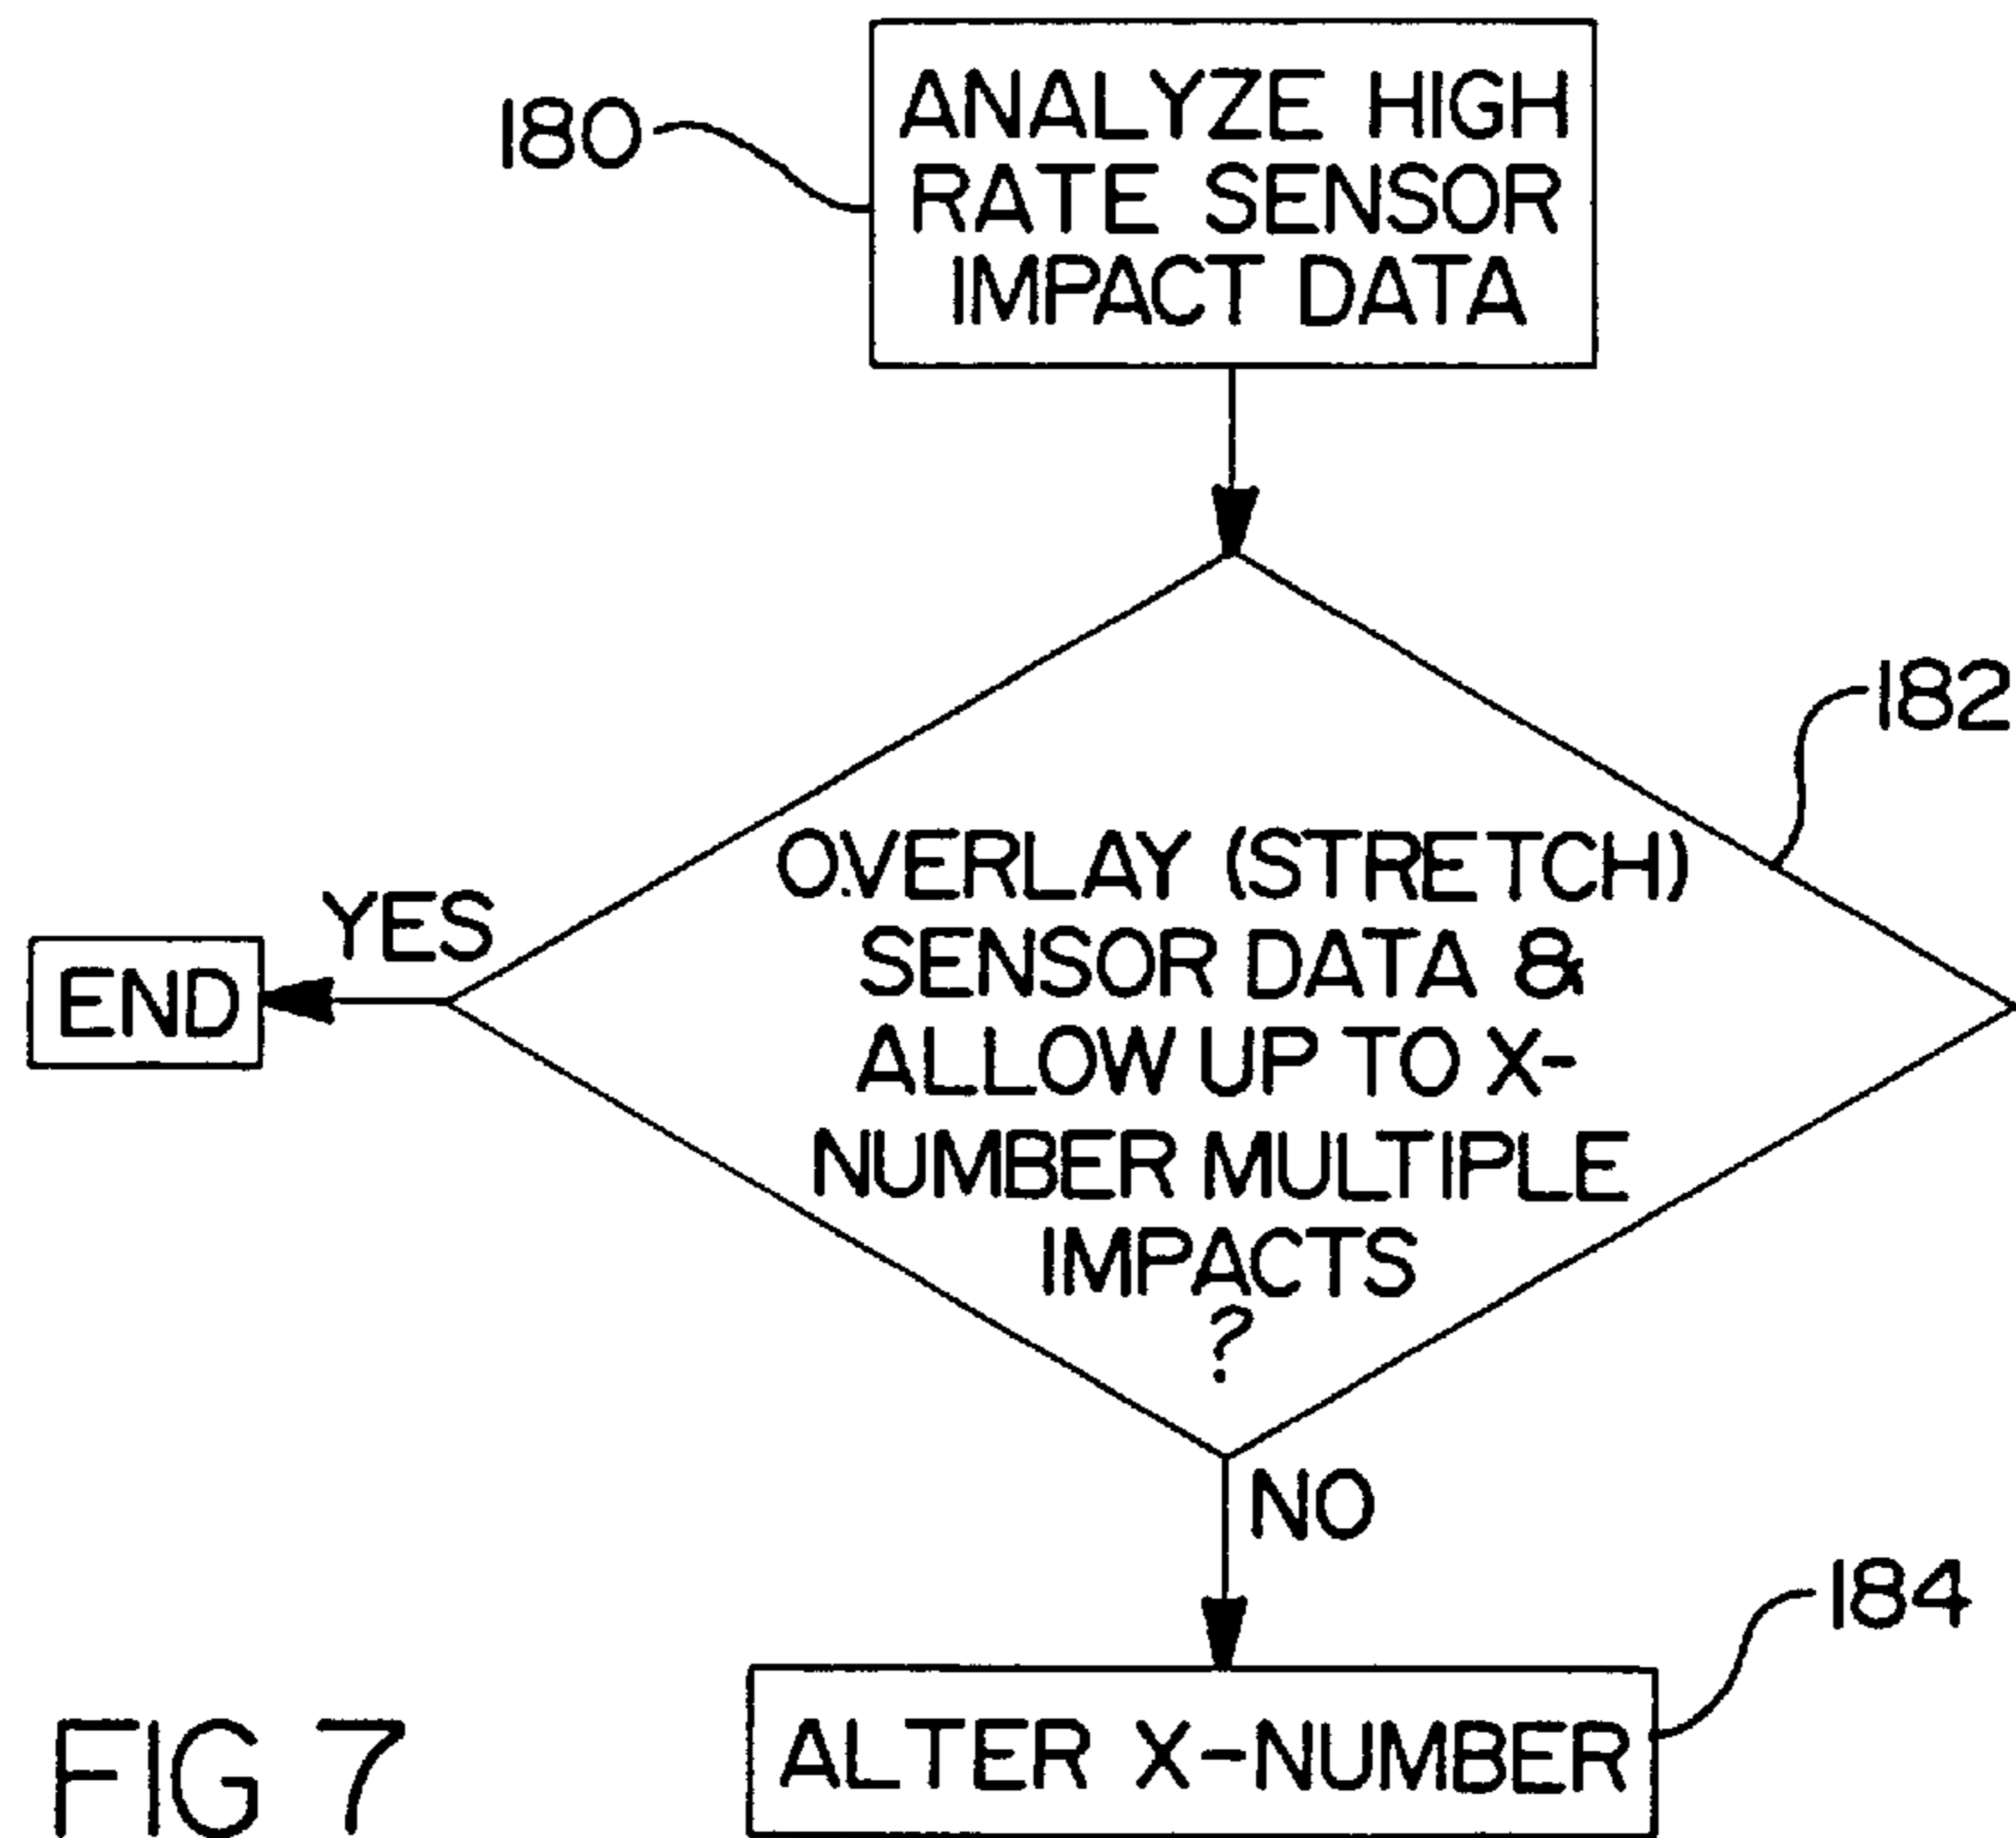 180
ANALYZE HIGH
RATE SENSOR
IMPACT DATA
182
OVERLAY (STRETCH)
SENSOR DATA &
ALLOW UP TO X-
NUMBER MULTIPLE
IMPACTS
?
YES
END
NO
184
ALTER X-NUMBER
FIG 7